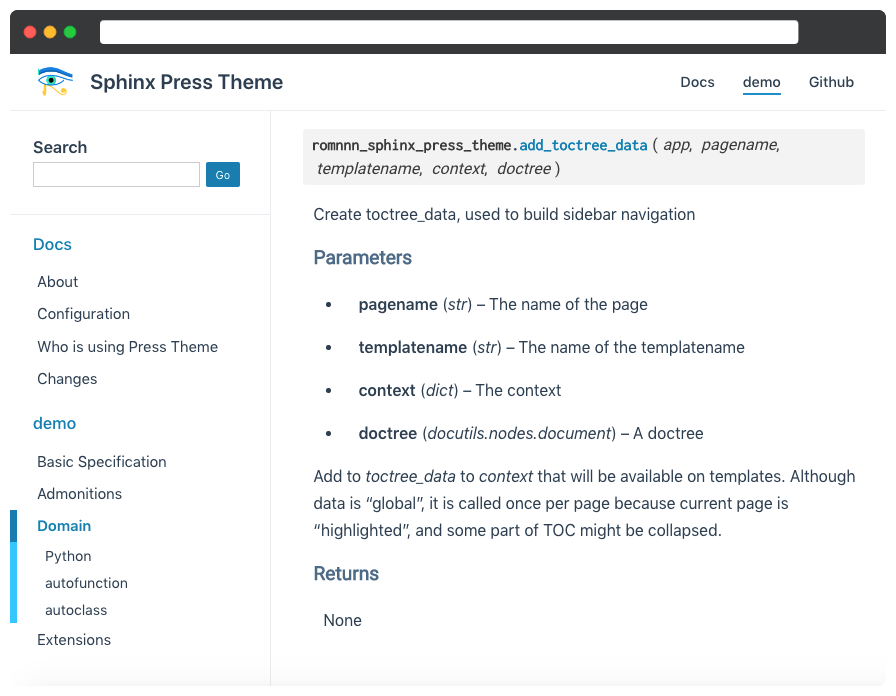 Sphinx Press Theme
Docs demo Github
Search
Go
Docs
About
Configuration
Who is using Press Theme
Changes
demo
Basic Specification
Admonitions
Domain
Python
autofunction
autoclass
Extensions
romnnn_sphinx_press_theme.add_toctree_data ( app, pagename,
templatename, context, doctree )
Create toctree_data, used to build sidebar navigation
Parameters
• pagename (str) – The name of the page
• templatename (str) – The name of the templatename
• context (dict) – The context
• doctree (docutils.nodes.document) – A doctree
Add to toctree_data to context that will be available on templates. Although
data is “global”, it is called once per page because current page is
“highlighted”, and some part of TOC might be collapsed.
Returns
None